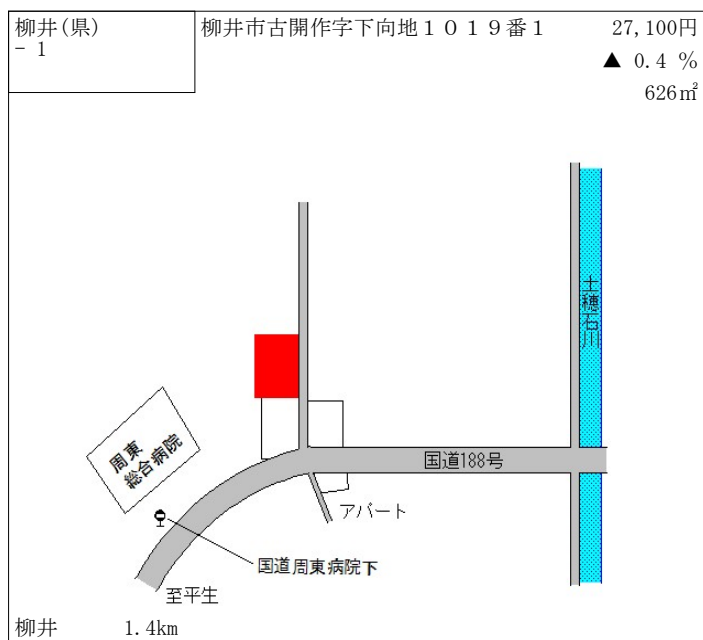 柳井(県)
- 1
柳井市古開作字下向地１０１９番１
27,100円
▲ 0.4 %
626㎡
土穂石川
周東
総合病院
国道188号
アパート
国道周東病院下
至平生
柳井 1.4km